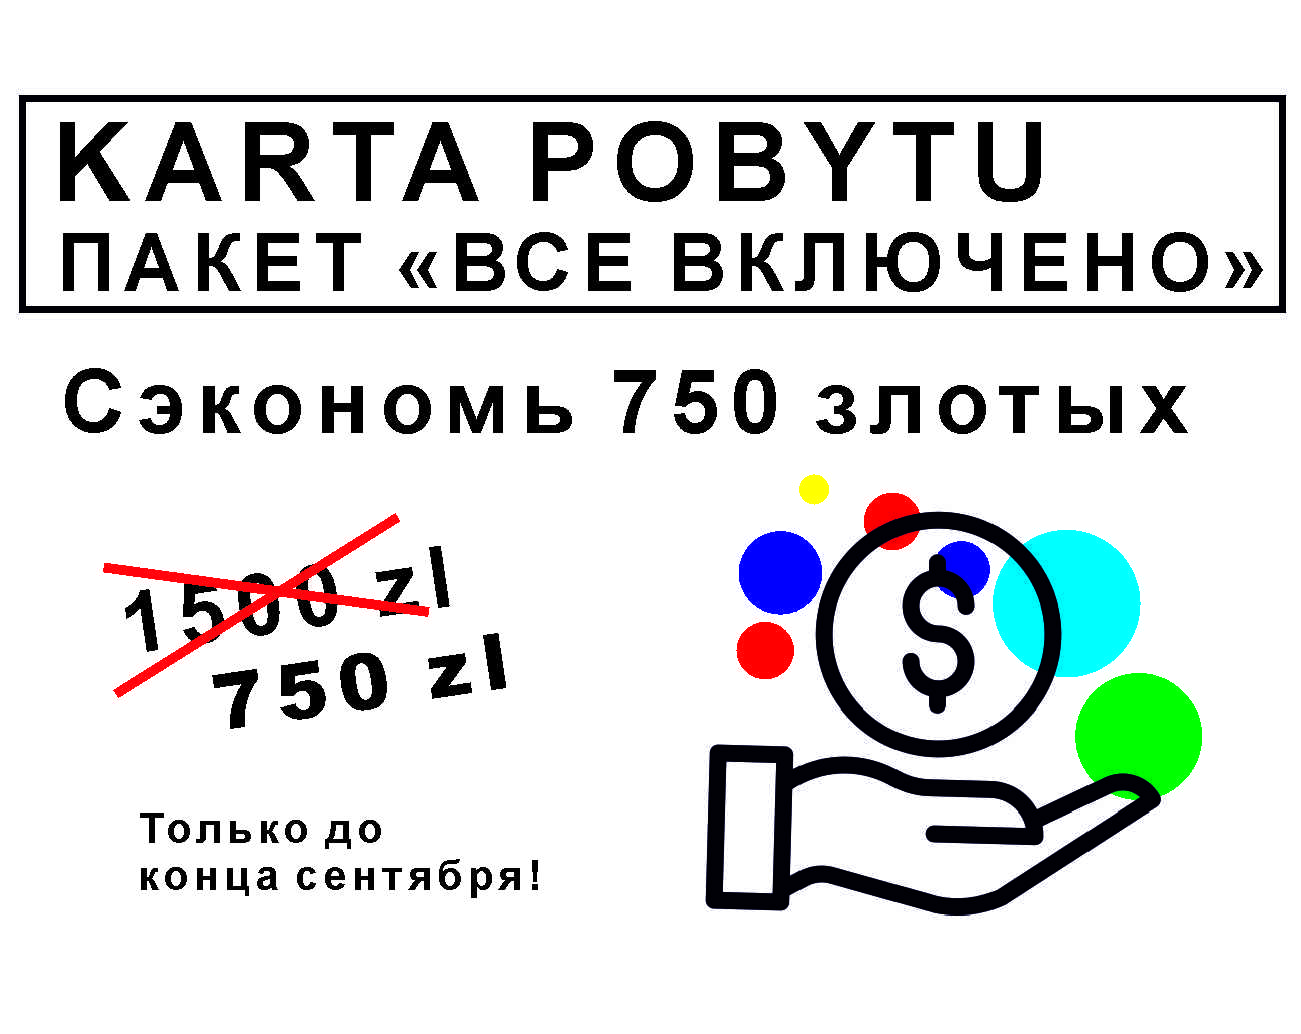 KARTA POBYTU
ПАКЕТ «ВСЕ ВКЛЮЧЕНО»
Сэкономь 750 злотых
1500 zl
750 zl
$
Только до
конца сентября!